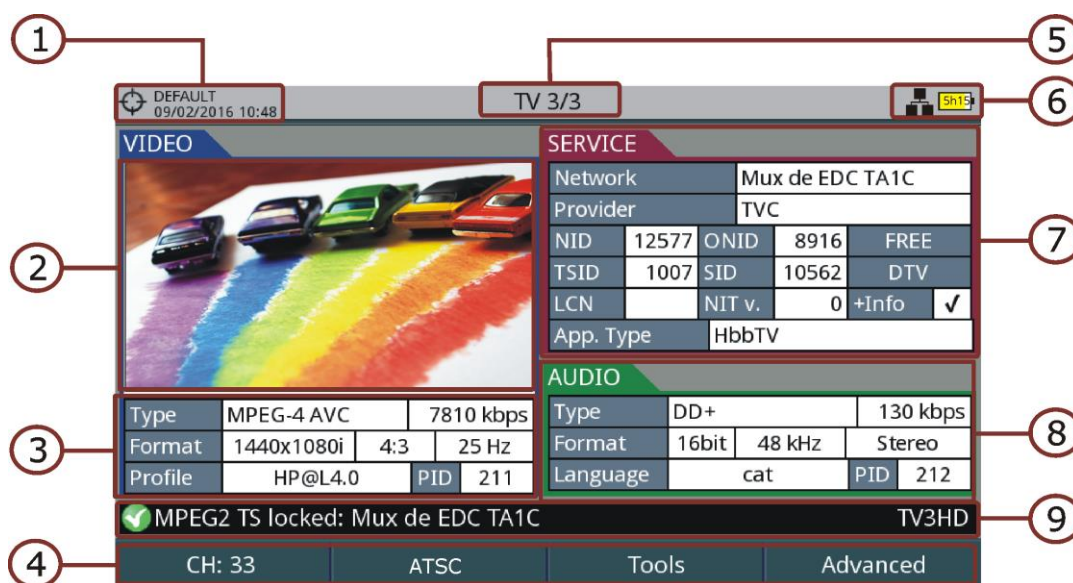 1
5
DEFAULT
09/02/2016 10:48
TV 3/3
5h15
6
VIDEO
2
SERVICE
Network Mux de EDC TA1C
Provider TVC
NID 12577 ONID 8916 FREE
TSID 1007 SID 10562 DTV
LCN NIT v. 0 +Info ✓
App. Type HbbTV
7
3
Type MPEG-4 AVC 7810 kbps
Format 1440x1080i 4:3 25 Hz
Profile HP@L4.0 PID 211
AUDIO
Type DD+ 130 kbps
Format 16bit 48 kHz Stereo
Language cat PID 212
8
MPEG2 TS locked: Mux de EDC TA1C TV3HD
9
4
CH: 33 ATSC Tools Advanced